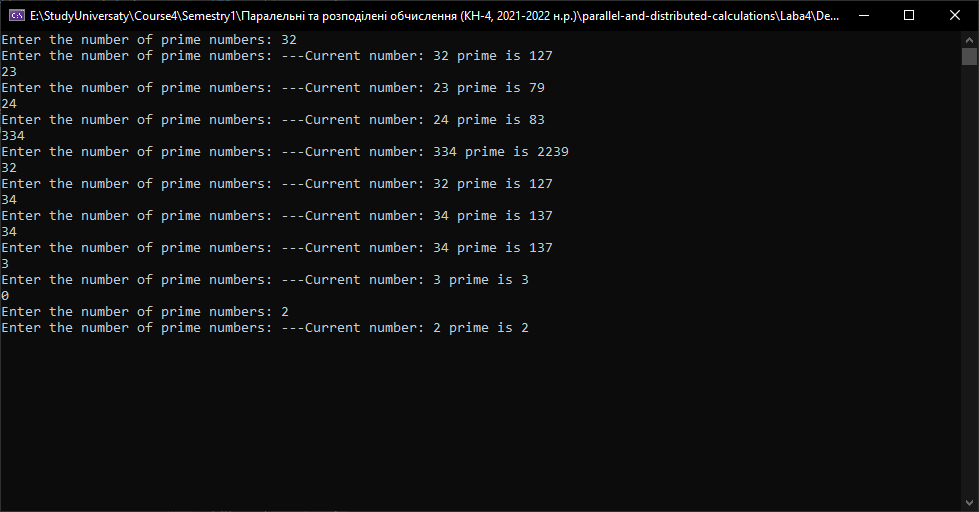 E:\StudyUniversaty\Course4\Semestry1\Паралельні та розподілені обчислення (КН-4, 2021-2022 н.р.)\parallel-and-distributed-calculations\Laba4\De...
Enter the number of prime numbers: 32
Enter the number of prime numbers: ---Current number: 32 prime is 127
23
Enter the number of prime numbers: ---Current number: 23 prime is 79
24
Enter the number of prime numbers: ---Current number: 24 prime is 83
334
Enter the number of prime numbers: ---Current number: 334 prime is 2239
32
Enter the number of prime numbers: ---Current number: 32 prime is 127
34
Enter the number of prime numbers: ---Current number: 34 prime is 137
34
Enter the number of prime numbers: ---Current number: 34 prime is 137
3
Enter the number of prime numbers: ---Current number: 3 prime is 3
0
Enter the number of prime numbers: 2
Enter the number of prime numbers: ---Current number: 2 prime is 2